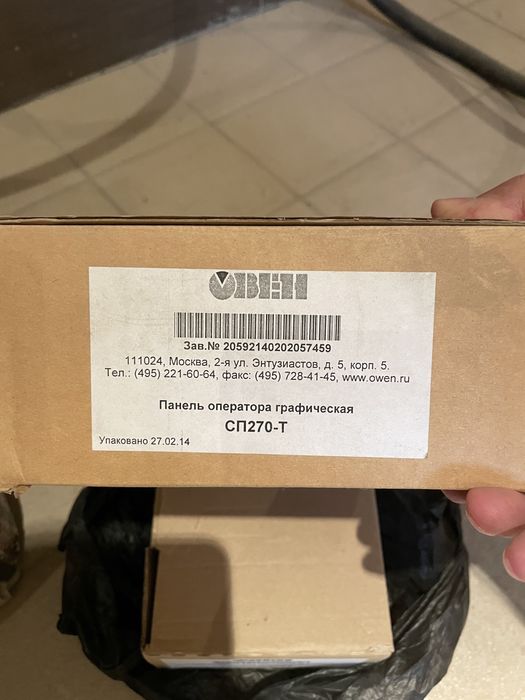 ОВЕН
Зав.№ 20592140202057459
111024, Москва, 2-я ул. Энтузиастов, д. 5, корп. 5.
Тел.: (495) 221-60-64, факс: (495) 728-41-45, www.owen.ru
Панель оператора графическая
СП270-Т
Упаковано 27.02.14